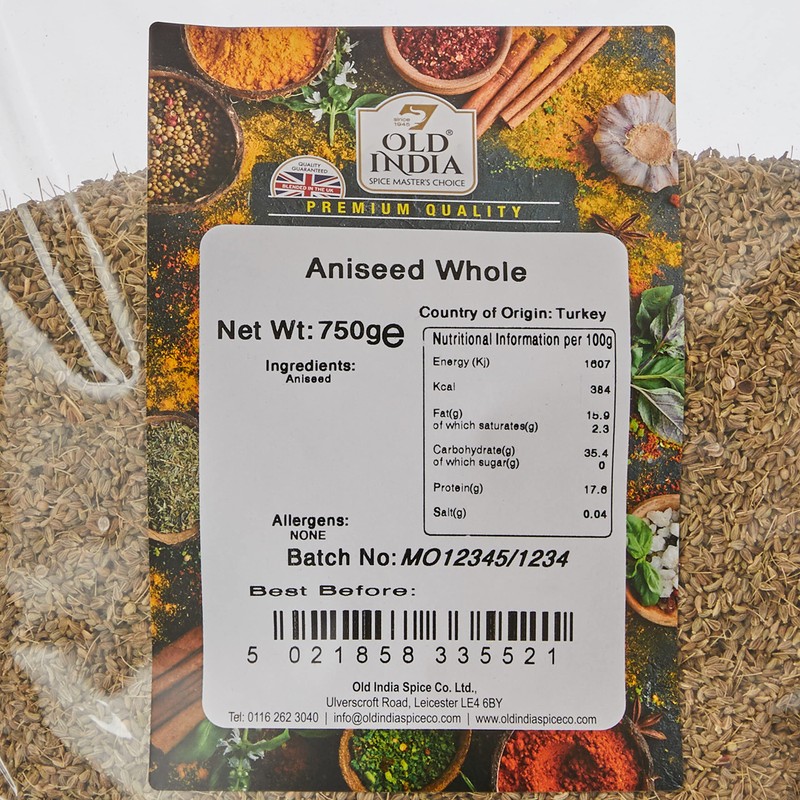 since
1945
OLD
INDIA®
SPICE MASTER'S CHOICE
QUALITY
GUARANTEED
BLENDED IN THE UK
PREMIUM QUALITY
Aniseed Whole
Country of Origin: Turkey
Net Wt: 750g℮
Ingredients:
Aniseed
Nutritional Information per 100g
Energy (Kj) 1607
Kcal 384
Fat(g) 15.9
of which saturates(g) 2.3
Carbohydrate(g) 35.4
of which sugar(g) 0
Protein(g) 17.6
Salt(g) 0.04
Allergens:
NONE
Batch No: MO12345/1234
Best Before:
5 021858 335521
Old India Spice Co. Ltd.,
Ulverscroft Road, Leicester LE4 6BY
Tel: 0116 262 3040 | info@oldindiaspiceco.com | www.oldindiaspiceco.com